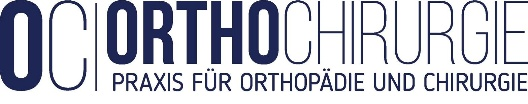 OC ORTHOCHIRURGIE
PRAXIS FÜR ORTHOPÄDIE UND CHIRURGIE